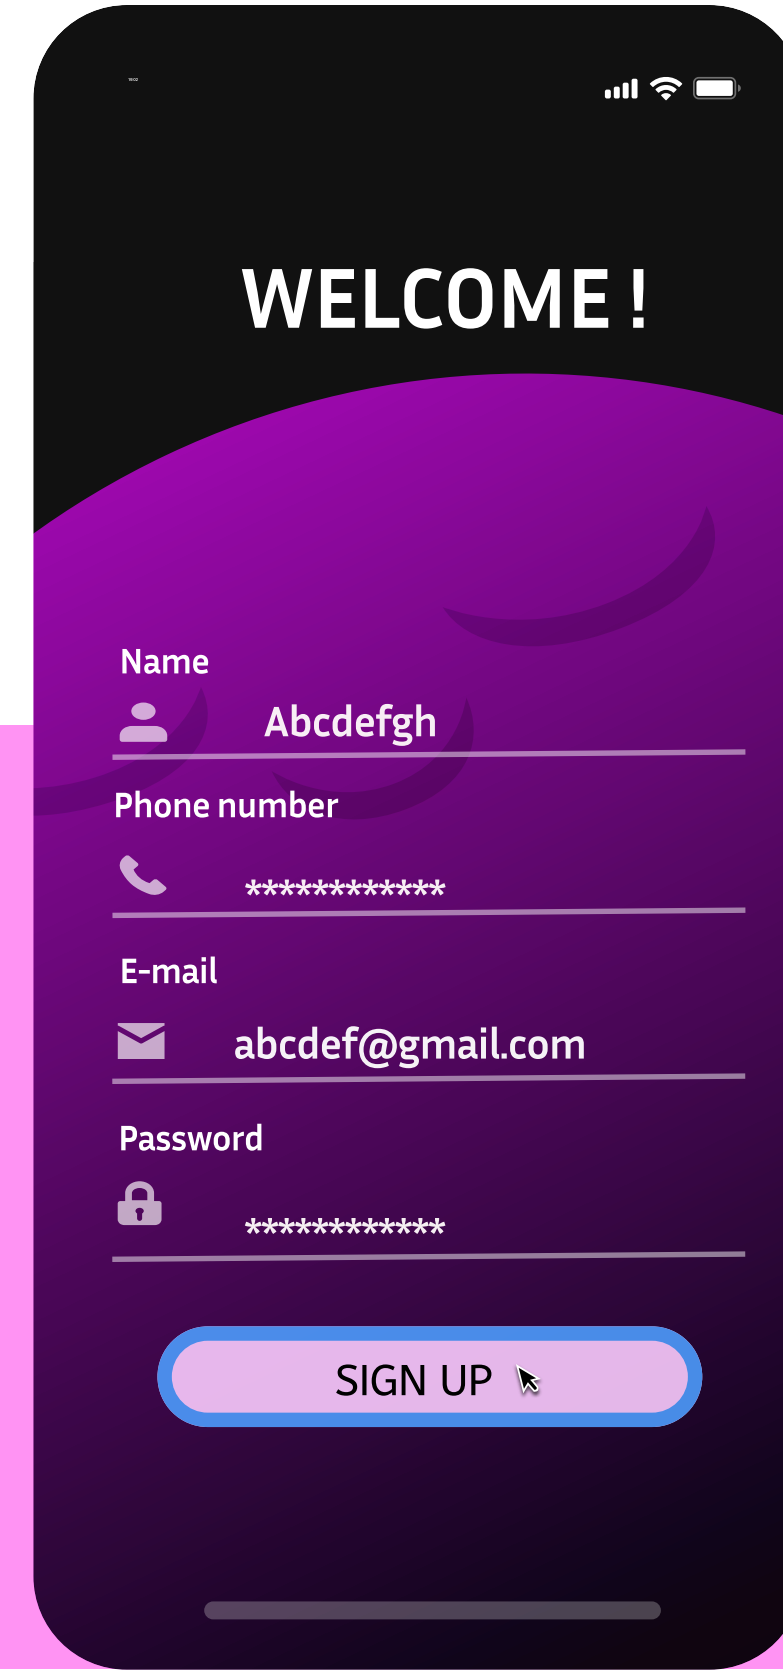 WELCOME !
Name
Abcdefgh
Phone number
************
E-mail
abcdef@gmail.com
Password
************
SIGN UP